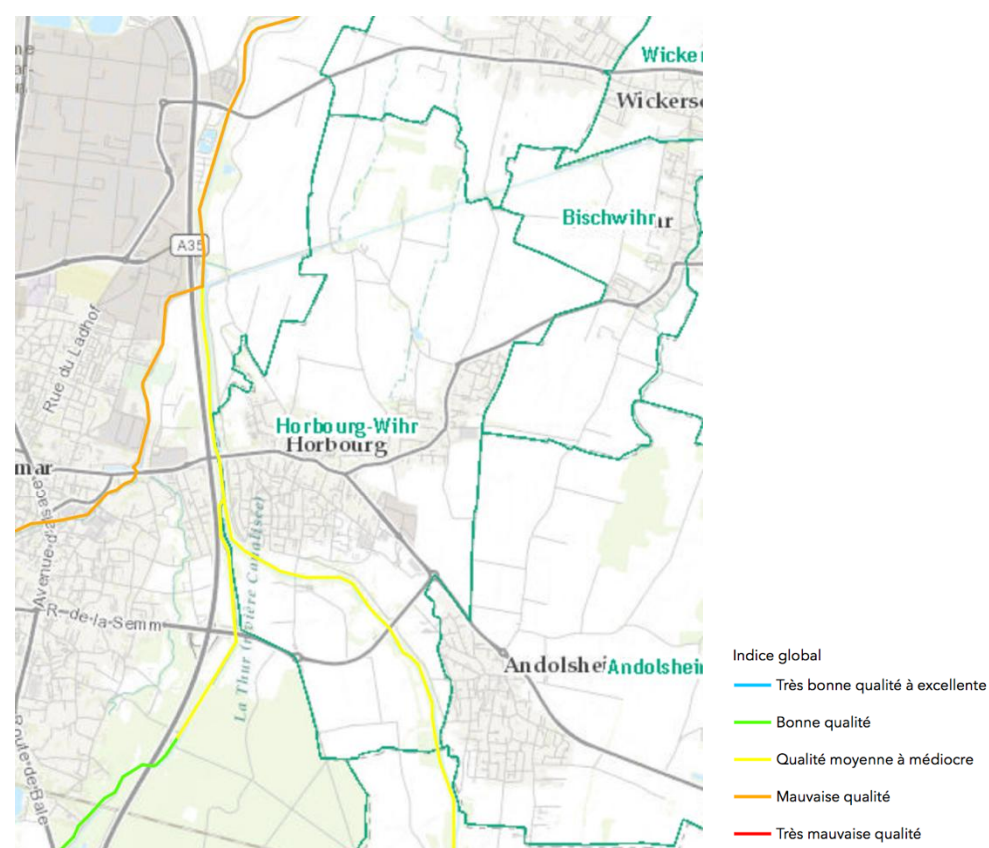 Wicker
Wickers
Bischwihr
A35
Rue du Ladhof
Horbourg-Wihr
Horbourg
mar
Avenue-d'alsace
R-de-la-Semm
La Thur (rivière Canalisée)
Andolshei
Andolsheim
Route-de-Bâle
Indice global
Très bonne qualité à excellente
Bonne qualité
Qualité moyenne à médiocre
Mauvaise qualité
Très mauvaise qualité